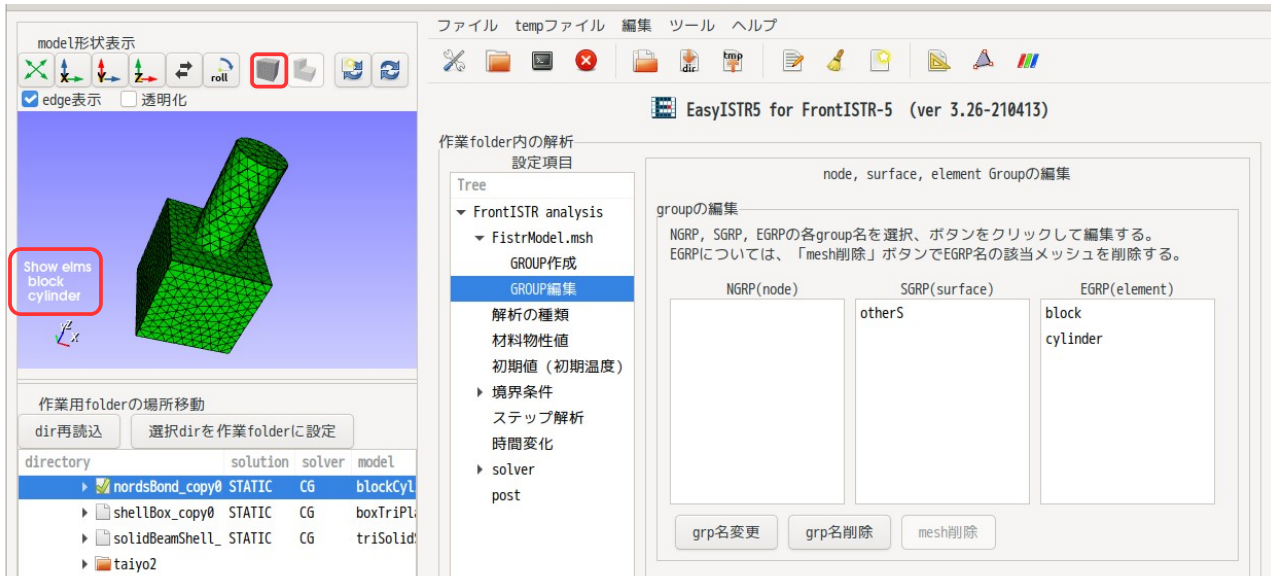 ファイル tempファイル 編集 ツール ヘルプ
model形状表示
roll
dir
tmp
edge表示 透明化
EasyISTR5 for FrontISTR-5 (ver 3.26-210413)
作業folder内の解析
設定項目
Tree
FrontISTR analysis
FistrModel.msh
GROUP作成
GROUP編集
解析の種類
材料物性値
初期値(初期温度)
境界条件
ステップ解析
時間変化
solver
post
node, surface, element Groupの編集
groupの編集
NGRP, SGRP, EGRPの各group名を選択、ボタンをクリックして編集する。
EGRPについては、「mesh削除」ボタンでEGRP名の該当メッシュを削除する。
NGRP(node) SGRP(surface) EGRP(element)
otherS block
cylinder
grp名変更 grp名削除 mesh削除
Show elms
block
cylinder
作業用folderの場所移動
dir再読込 選択dirを作業folderに設定
directory solution solver model
nordsBond_copy0 STATIC CG blockCyl
shellBox_copy0 STATIC CG boxTriPl
solidBeamShell_ STATIC CG triSolid
taiyo2